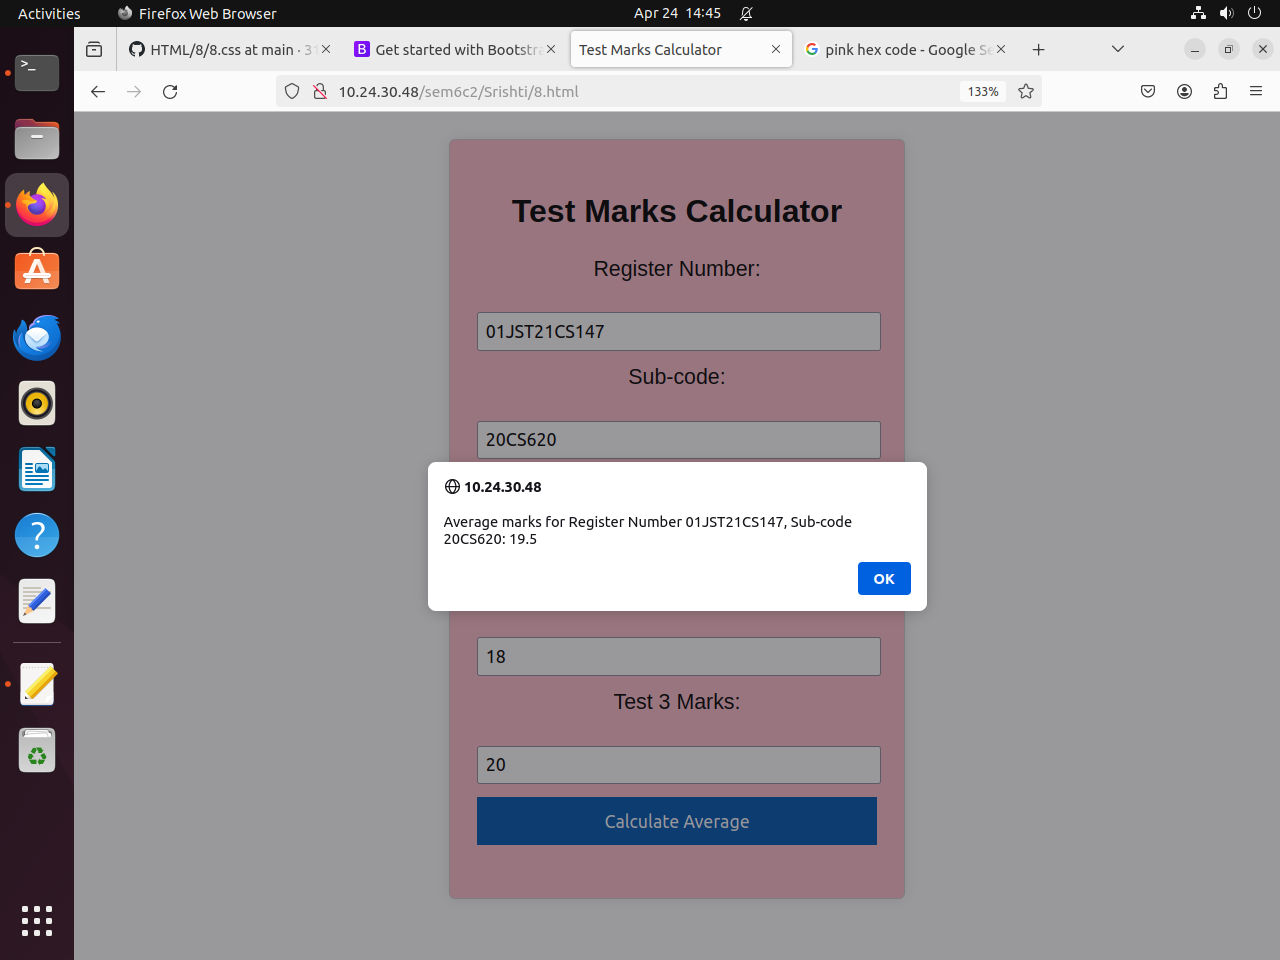 Activities
Firefox Web Browser
Apr 24 14:45
HTML/8/8.css at main · 31
Get started with Bootstra
Test Marks Calculator
pink hex code - Google Se
10.24.30.48/sem6c2/Srishti/8.html
133%
Test Marks Calculator
Register Number:
01JST21CS147
Sub-code:
20CS620
10.24.30.48
Average marks for Register Number 01JST21CS147, Sub-code
20CS620: 19.5
OK
18
Test 3 Marks:
20
Calculate Average